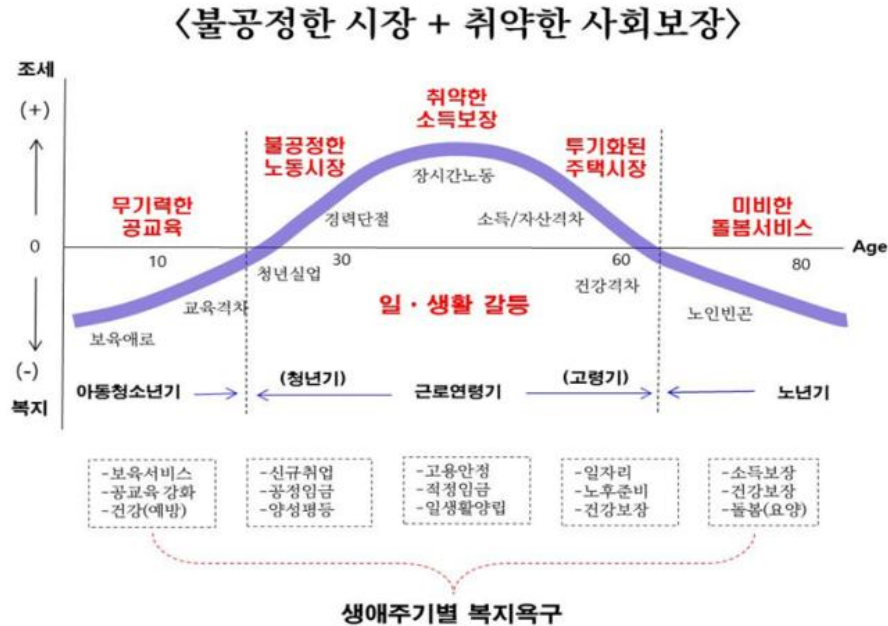 <불공정한 시장 + 취약한 사회보장>
조세
(+)
0
(-)
복지
무기력한
공교육
불공정한
노동시장
취약한
소득보장
투기화된
주택시장
미비한
돌봄서비스
장시간노동
경력단절
소득/자산격차
Age
10
30
60
80
청년실업
교육격차
보육애로
일 · 생활 갈등
건강격차
노인빈곤
아동청소년기
(청년기)
근로연령기
(고령기)
노년기
-보육서비스
-공교육 강화
-건강(예방)
-신규취업
-공정임금
-양성평등
-고용안정
-적정임금
-일생활양립
-일자리
-노후준비
-건강보장
-소득보장
-건강보장
-돌봄(요양)
생애주기별 복지욕구